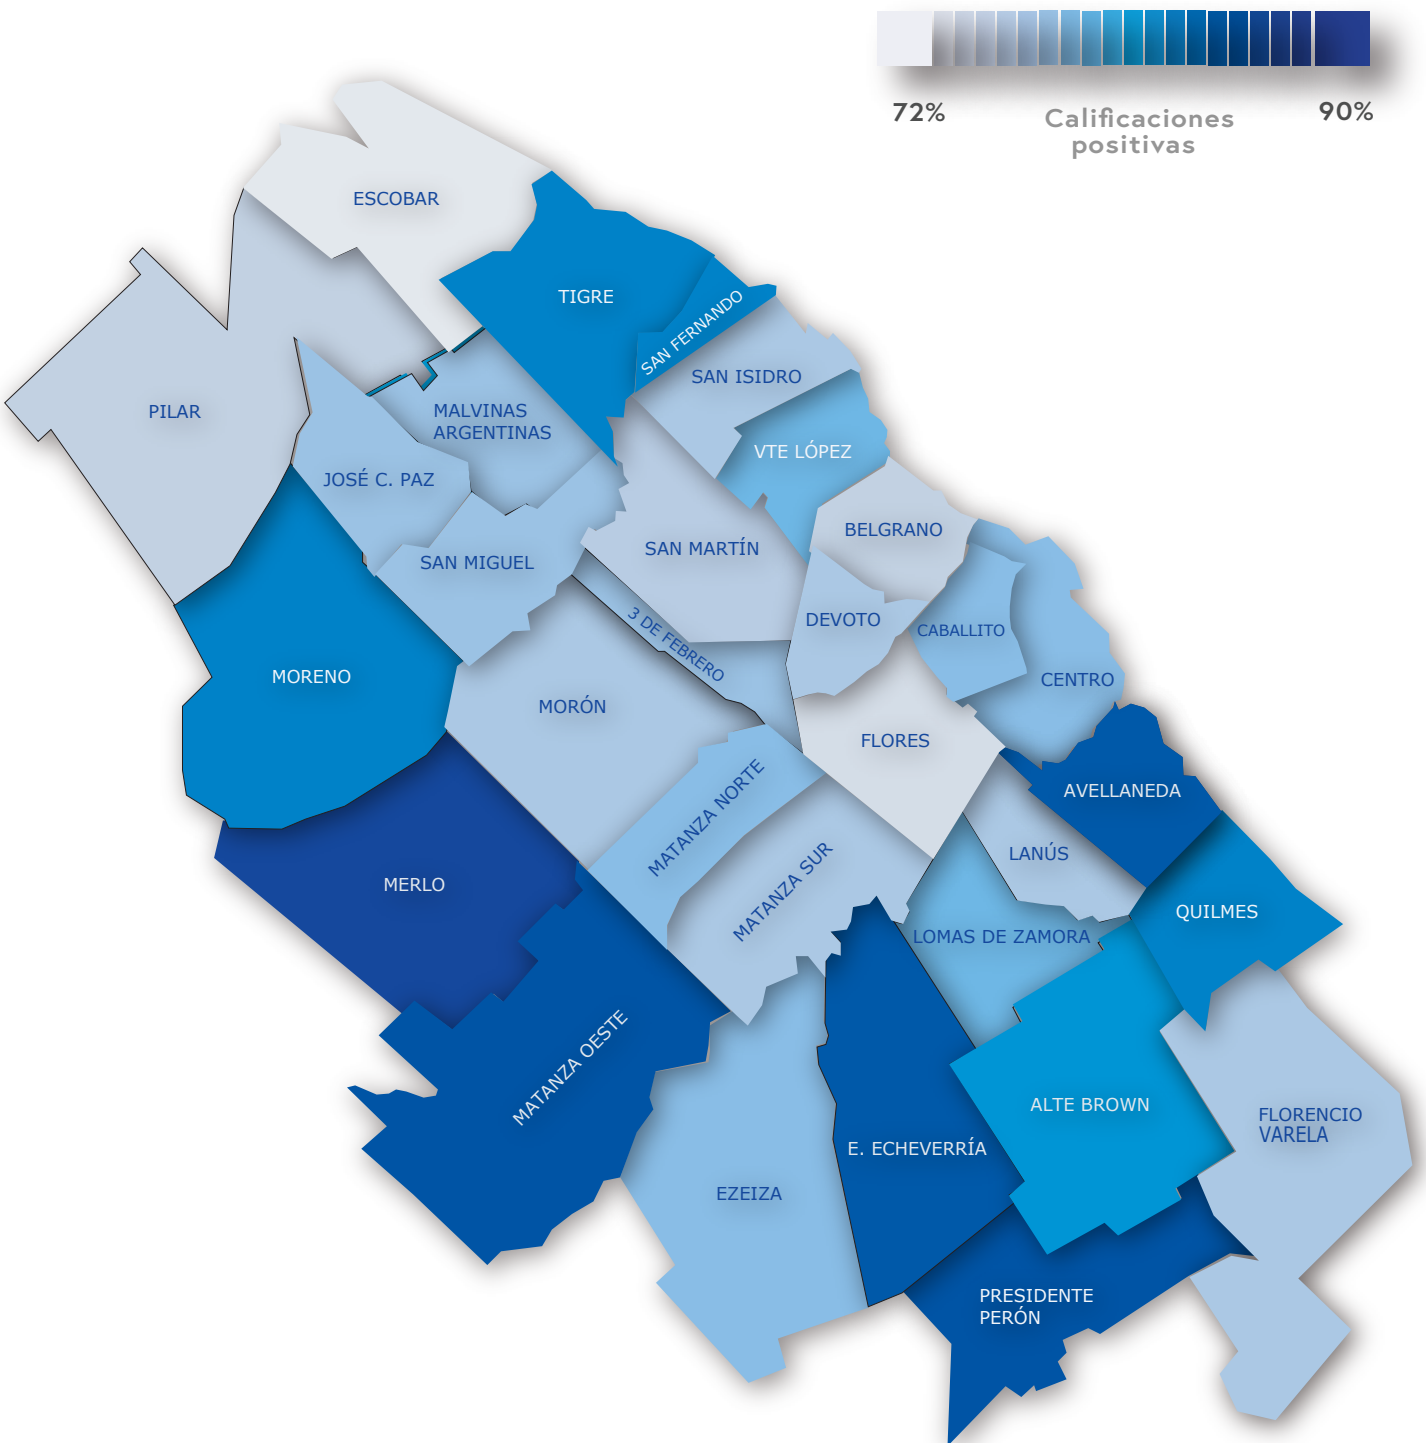 72%
90%
Calificaciones
positivas
ESCOBAR
TIGRE
SAN FERNANDO
SAN ISIDRO
PILAR
MALVINAS
ARGENTINAS
VTE LÓPEZ
JOSÉ C. PAZ
BELGRANO
SAN MARTÍN
SAN MIGUEL
DEVOTO
CABALLITO
3 DE FEBRERO
MORENO
CENTRO
MORÓN
FLORES
AVELLANEDA
MATANZA NORTE
LANÚS
MERLO
MATANZA SUR
QUILMES
LOMAS DE ZAMORA
MATANZA OESTE
ALTE BROWN
FLORENCIO
VARELA
E. ECHEVERRÍA
EZEIZA
PRESIDENTE
PERÓN